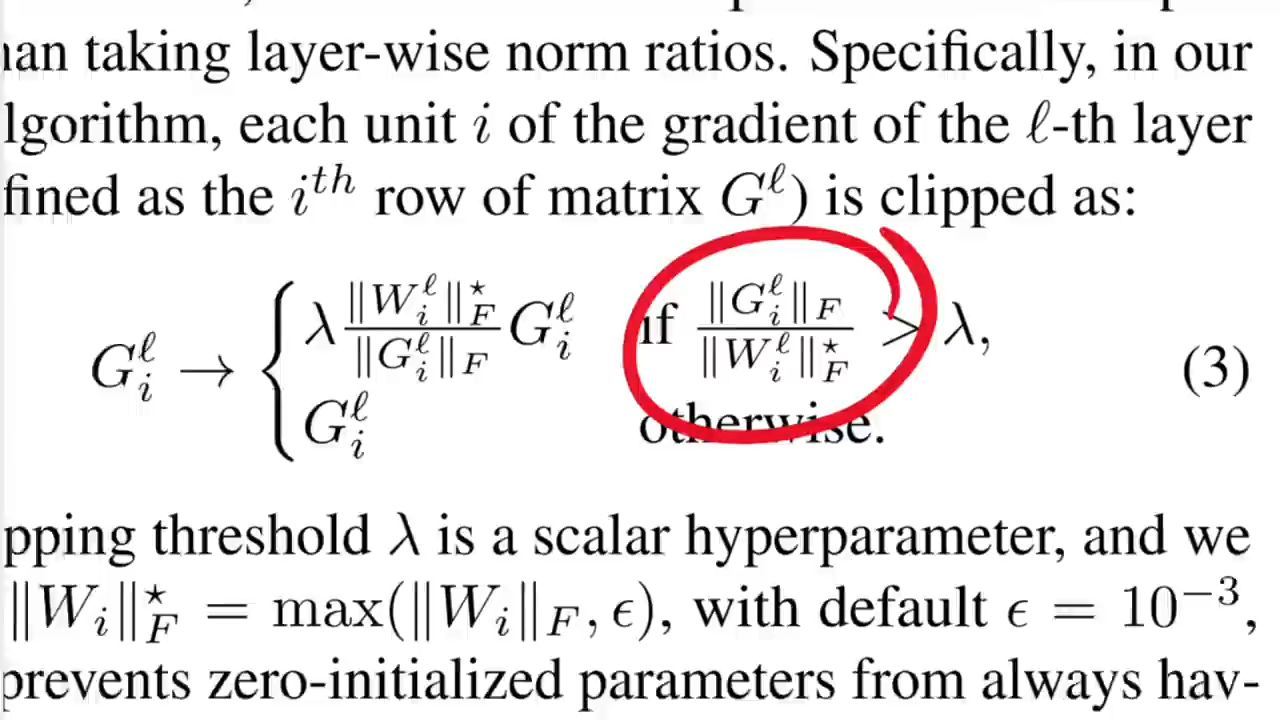 an taking layer-wise norm ratios. Specifically, in our
lgorithm, each unit i of the gradient of the ℓ-th layer
fined as the i^{th} row of matrix G^ℓ) is clipped as:
G_i^ℓ → { λ \frac{‖W_i^ℓ‖_F^⋆}{‖G_i^ℓ‖_F} G_i^ℓ if \frac{‖G_i^ℓ‖_F}{‖W_i^ℓ‖_F^⋆} > λ,
G_i^ℓ otherwise. (3)
pping threshold λ is a scalar hyperparameter, and we
‖W_i‖_F^⋆ = max(‖W_i‖_F, ϵ), with default ϵ = 10^{−3},
prevents zero-initialized parameters from always hav-